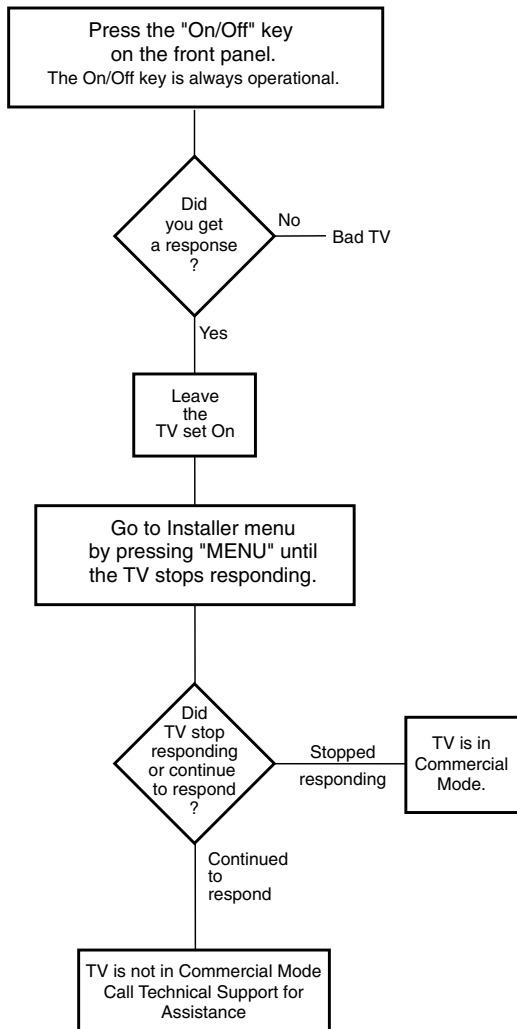 Press the "On/Off" key
on the front panel.
The On/Off key is always operational.
Did
you get
a response
?
No
Bad TV
Yes
Leave
the
TV set On
Go to Installer menu
by pressing "MENU" until
the TV stops responding.
Did
TV stop
responding
or continue
to respond
?
Stopped
responding
TV is in
Commercial
Mode.
Continued
to
respond
TV is not in Commercial Mode
Call Technical Support for
Assistance